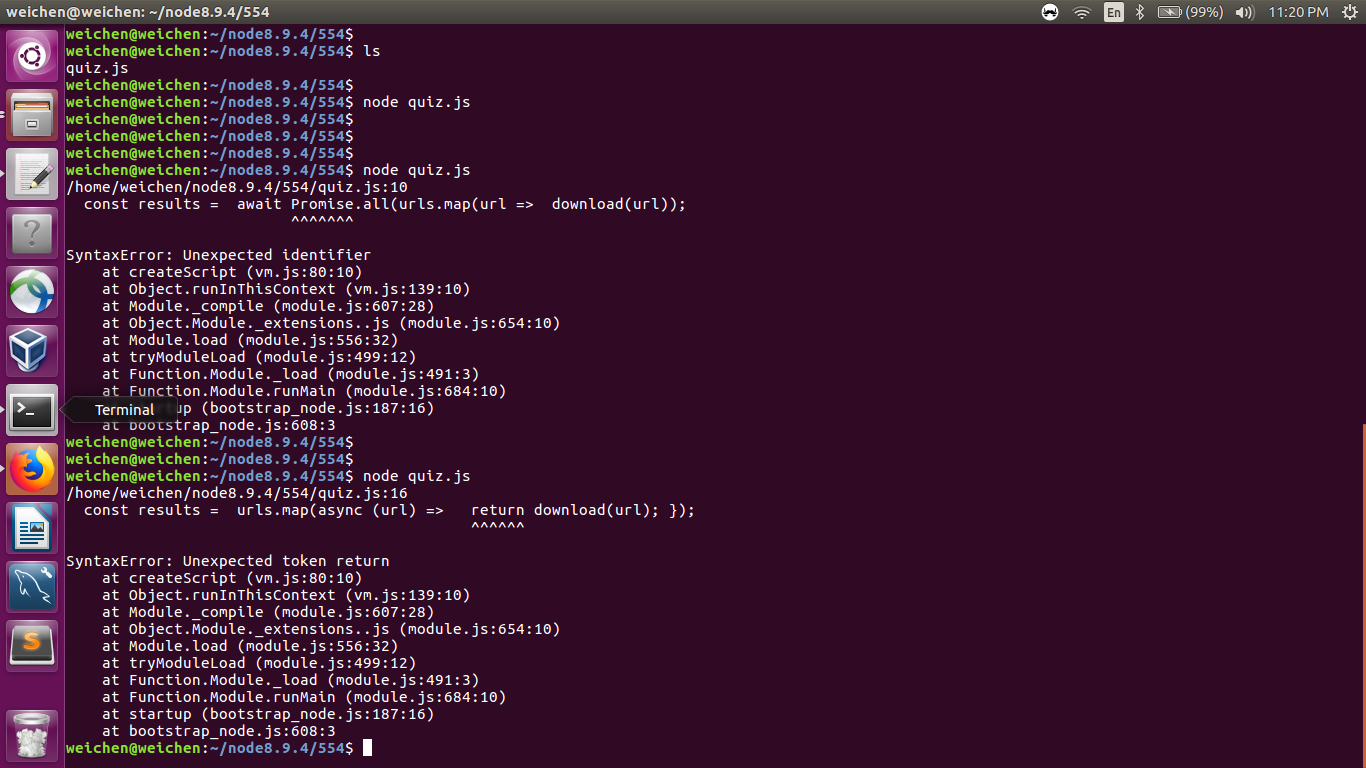 weichen@weichen: ~/node8.9.4/554
En
(99%)
11:20 PM
weichen@weichen:~/node8.9.4/554$
weichen@weichen:~/node8.9.4/554$ ls
quiz.js
weichen@weichen:~/node8.9.4/554$
weichen@weichen:~/node8.9.4/554$ node quiz.js
weichen@weichen:~/node8.9.4/554$
weichen@weichen:~/node8.9.4/554$
weichen@weichen:~/node8.9.4/554$
weichen@weichen:~/node8.9.4/554$ node quiz.js
/home/weichen/node8.9.4/554/quiz.js:10
  const results =  await Promise.all(urls.map(url =>  download(url));
                         ^^^^^^^
SyntaxError: Unexpected identifier
    at createScript (vm.js:80:10)
    at Object.runInThisContext (vm.js:139:10)
    at Module._compile (module.js:607:28)
    at Object.Module._extensions..js (module.js:654:10)
    at Module.load (module.js:556:32)
    at tryModuleLoad (module.js:499:12)
    at Function.Module._load (module.js:491:3)
    at Function.Module.runMain (module.js:684:10)
Terminal
up (bootstrap_node.js:187:16)
    at bootstrap_node.js:608:3
weichen@weichen:~/node8.9.4/554$
weichen@weichen:~/node8.9.4/554$
weichen@weichen:~/node8.9.4/554$ node quiz.js
/home/weichen/node8.9.4/554/quiz.js:16
  const results =  urls.map(async (url) =>   return download(url); });
                                             ^^^^^^
SyntaxError: Unexpected token return
    at createScript (vm.js:80:10)
    at Object.runInThisContext (vm.js:139:10)
    at Module._compile (module.js:607:28)
    at Object.Module._extensions..js (module.js:654:10)
    at Module.load (module.js:556:32)
    at tryModuleLoad (module.js:499:12)
    at Function.Module._load (module.js:491:3)
    at Function.Module.runMain (module.js:684:10)
    at startup (bootstrap_node.js:187:16)
    at bootstrap_node.js:608:3
weichen@weichen:~/node8.9.4/554$